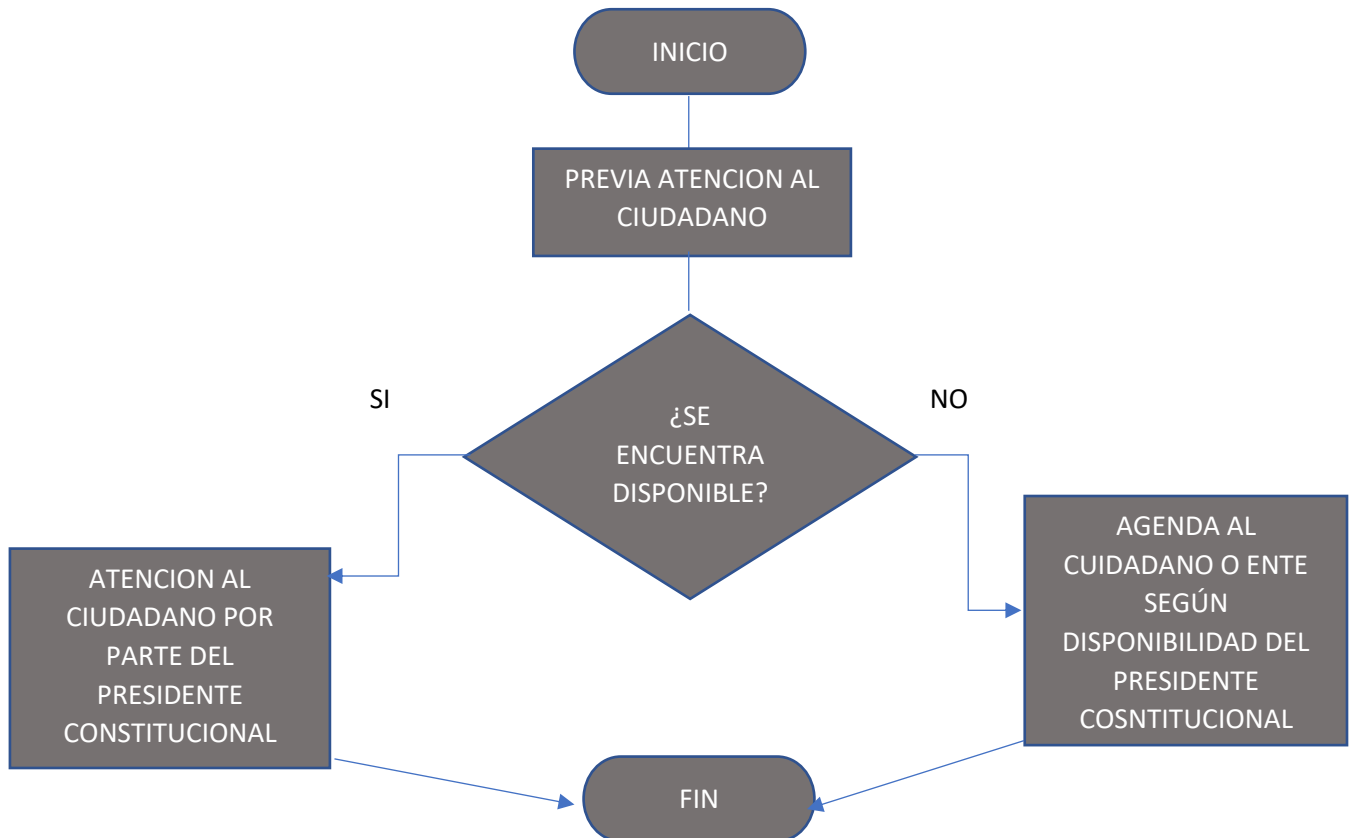 INICIO
PREVIA ATENCION AL
CIUDADANO
SI
NO
¿SE
ENCUENTRA
DISPONIBLE?
ATENCION AL
CIUDADANO POR
PARTE DEL
PRESIDENTE
CONSTITUCIONAL
AGENDA AL
CUIDADANO O ENTE
SEGÚN
DISPONIBILIDAD DEL
PRESIDENTE
COSNTITUCIONAL
FIN